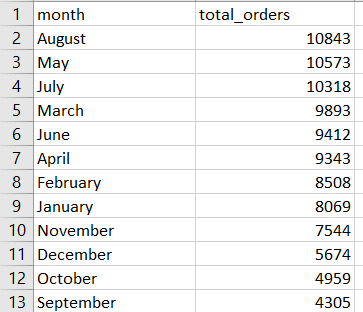 1 month total_orders
2 August 10843
3 May 10573
4 July 10318
5 March 9893
6 June 9412
7 April 9343
8 February 8508
9 January 8069
10 November 7544
11 December 5674
12 October 4959
13 September 4305